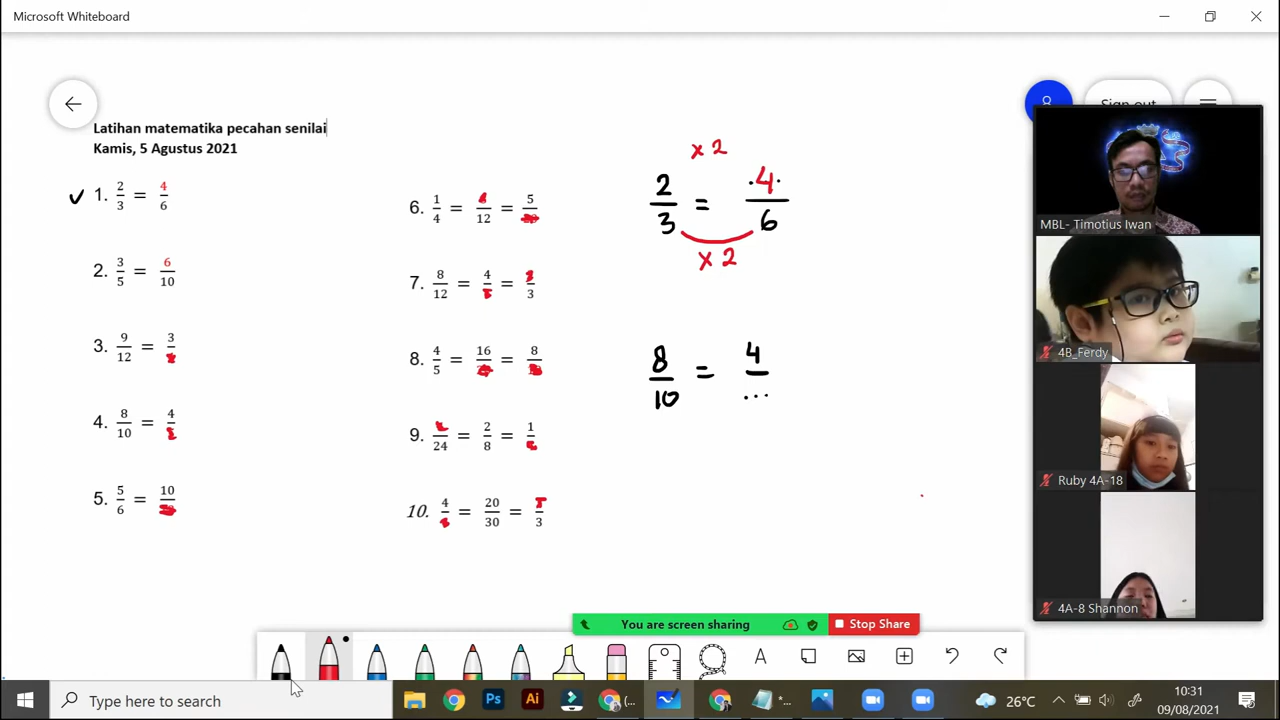 Microsoft Whiteboard
Sign out
Latihan matematika pecahan senilai
Kamis, 5 Agustus 2021
1. 2/3 = 4/6
2. 3/5 = 6/10
3. 9/12 = 3/
4. 8/10 = 4/
5. 5/6 = 10/
6. 1/4 = /12 = 5/
7. 8/12 = 4/ = /3
8. 4/5 = 16/ = 8/
9. /24 = 2/8 = 1/
10. 4/ = 20/30 = /3
x 2
2/3 = .4./6
x 2
8/10 = 4/...
MBL- Timotius Iwan
4B_Ferdy
Ruby 4A-18
4A-8 Shannon
You are screen sharing
Stop Share
A
Type here to search
Ps
Ai
26°C
10:31
09/08/2021